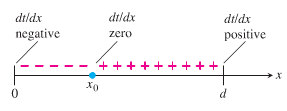 dt/dx dt/dx dt/dx
negative zero positive
− − − − − − − + + + + + + + + +
0 x₀ d x